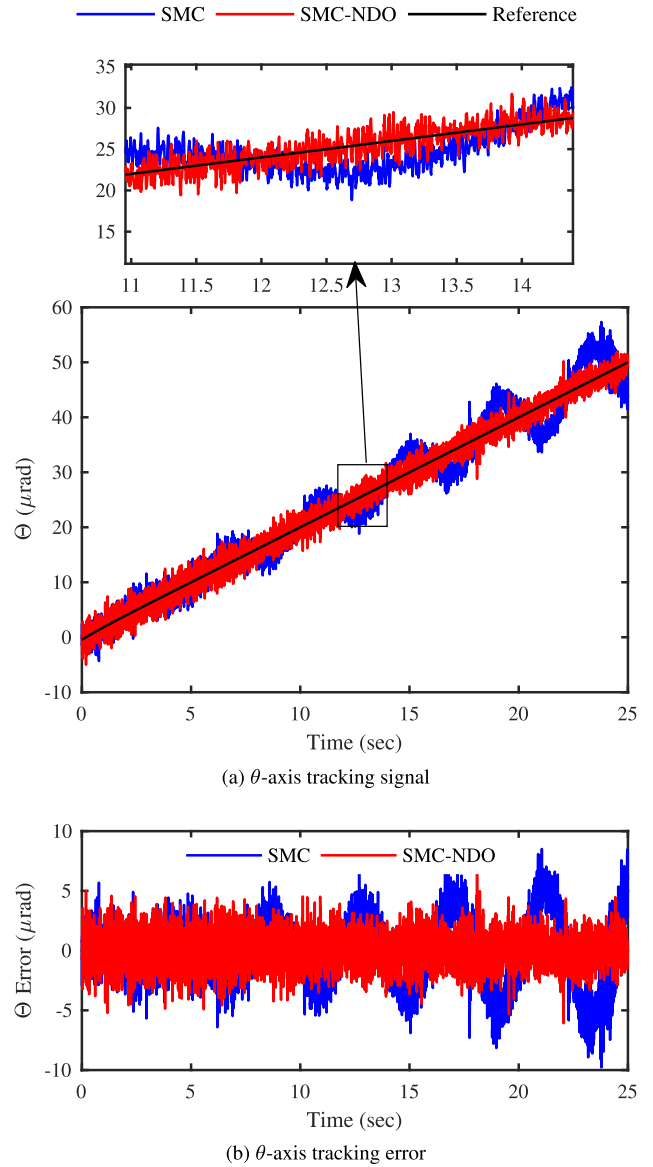 SMC SMC-NDO Reference
35
30
25
20
15
11 11.5 12 12.5 13 13.5 14
60
50
40
30
20
10
0
-10
Θ (μrad)
0 5 10 15 20 25
Time (sec)
(a) θ-axis tracking signal
10
5
0
-5
-10
Θ Error (μrad)
SMC SMC-NDO
0 5 10 15 20 25
Time (sec)
(b) θ-axis tracking error